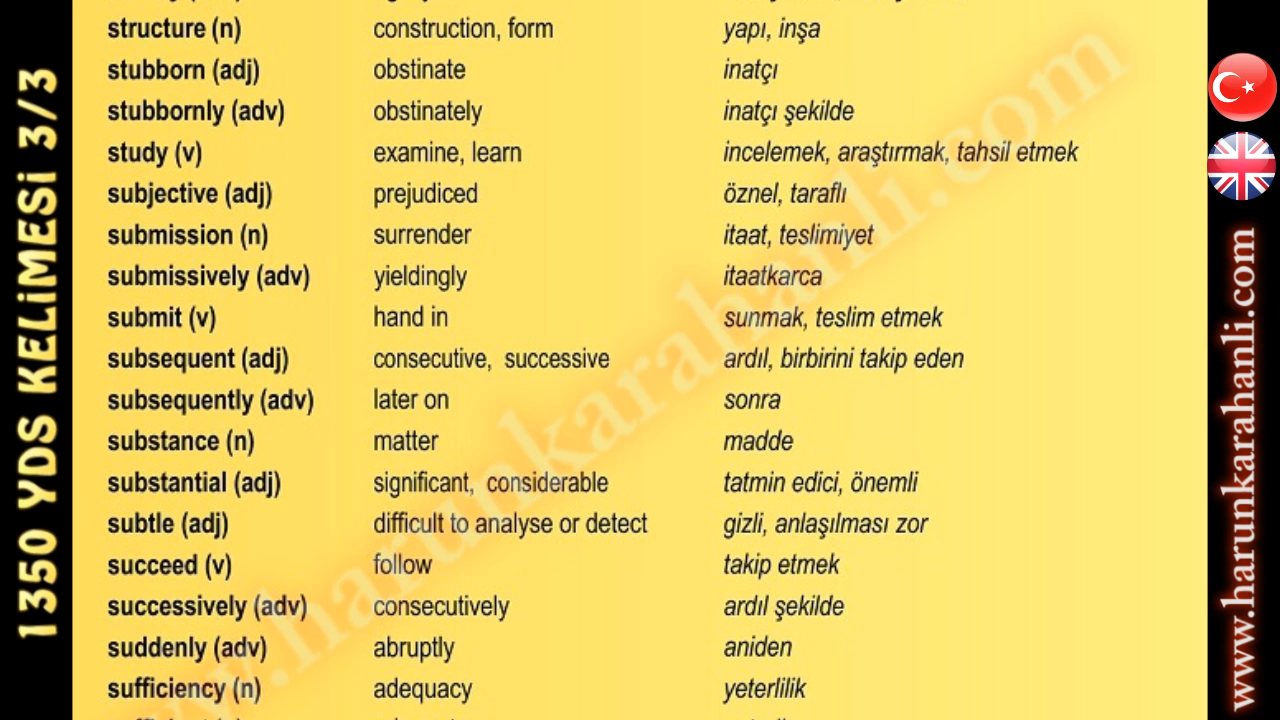 1350 YDS KELiMESi 3/3
structure (n) construction, form yapı, inşa
stubborn (adj) obstinate inatçı
stubbornly (adv) obstinately inatçı şekilde
study (v) examine, learn incelemek, araştırmak, tahsil etmek
subjective (adj) prejudiced öznel, taraflı
submission (n) surrender itaat, teslimiyet
submissively (adv) yieldingly itaatkarca
submit (v) hand in sunmak, teslim etmek
subsequent (adj) consecutive, successive ardıl, birbirini takip eden
subsequently (adv) later on sonra
substance (n) matter madde
substantial (adj) significant, considerable tatmin edici, önemli
subtle (adj) difficult to analyse or detect gizli, anlaşılması zor
succeed (v) follow takip etmek
successively (adv) consecutively ardıl şekilde
suddenly (adv) abruptly aniden
sufficiency (n) adequacy yeterlilik
www.harunkarahanli.com
www.harunkarahanli.com